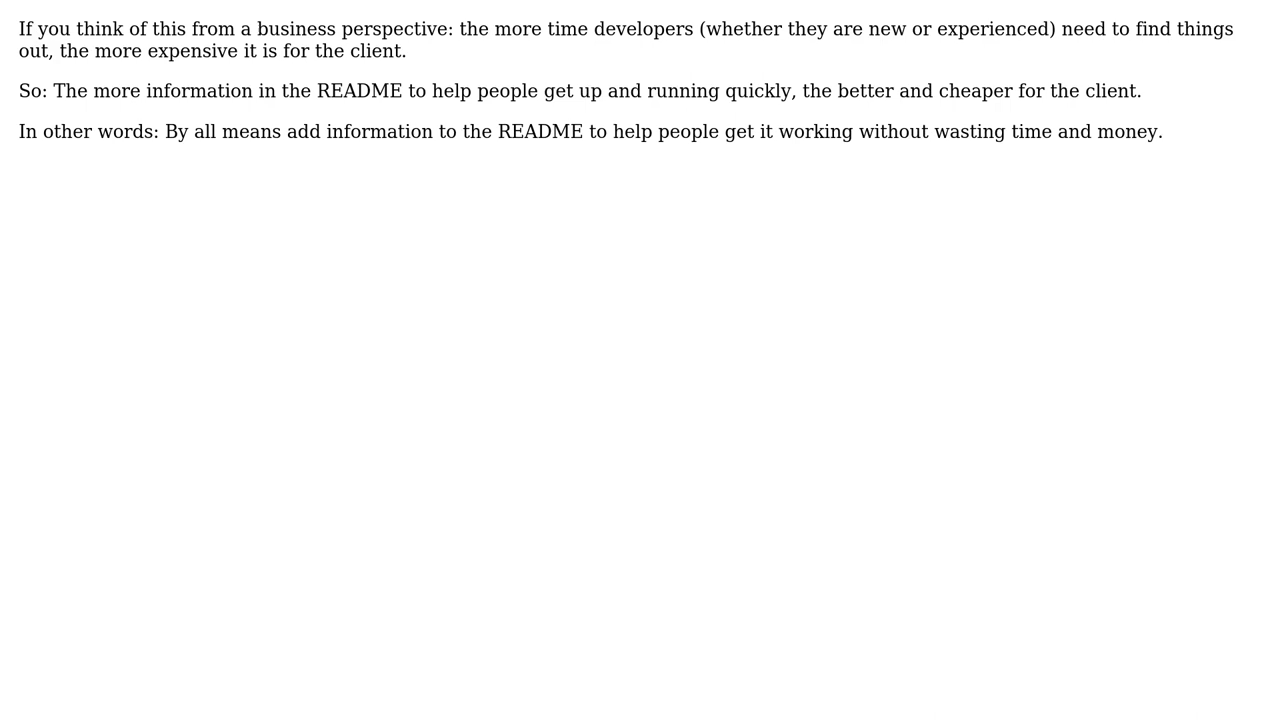 If you think of this from a business perspective: the more time developers (whether they are new or experienced) need to find things
out, the more expensive it is for the client.
So: The more information in the README to help people get up and running quickly, the better and cheaper for the client.
In other words: By all means add information to the README to help people get it working without wasting time and money.